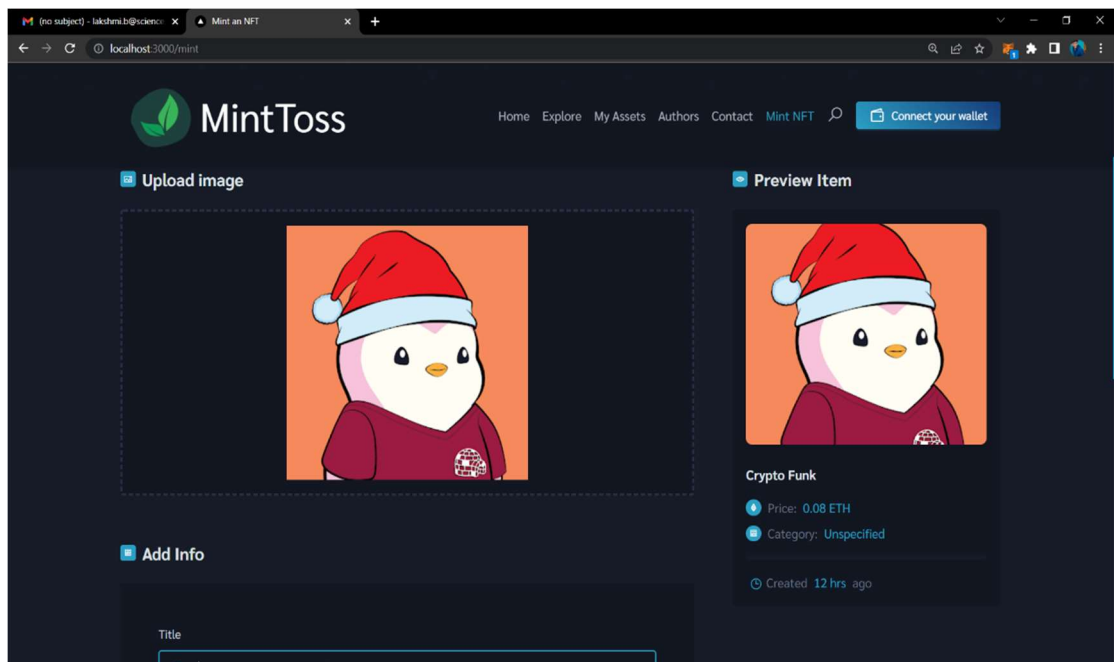 (no subject) - lakshmi.b@science
Mint an NFT
localhost:3000/mint
1
MintToss
Home Explore My Assets Authors Contact Mint NFT Connect your wallet
Upload image
Preview Item
Crypto Funk
Price: 0.08 ETH
Category: Unspecified
Created 12 hrs ago
Add Info
Title